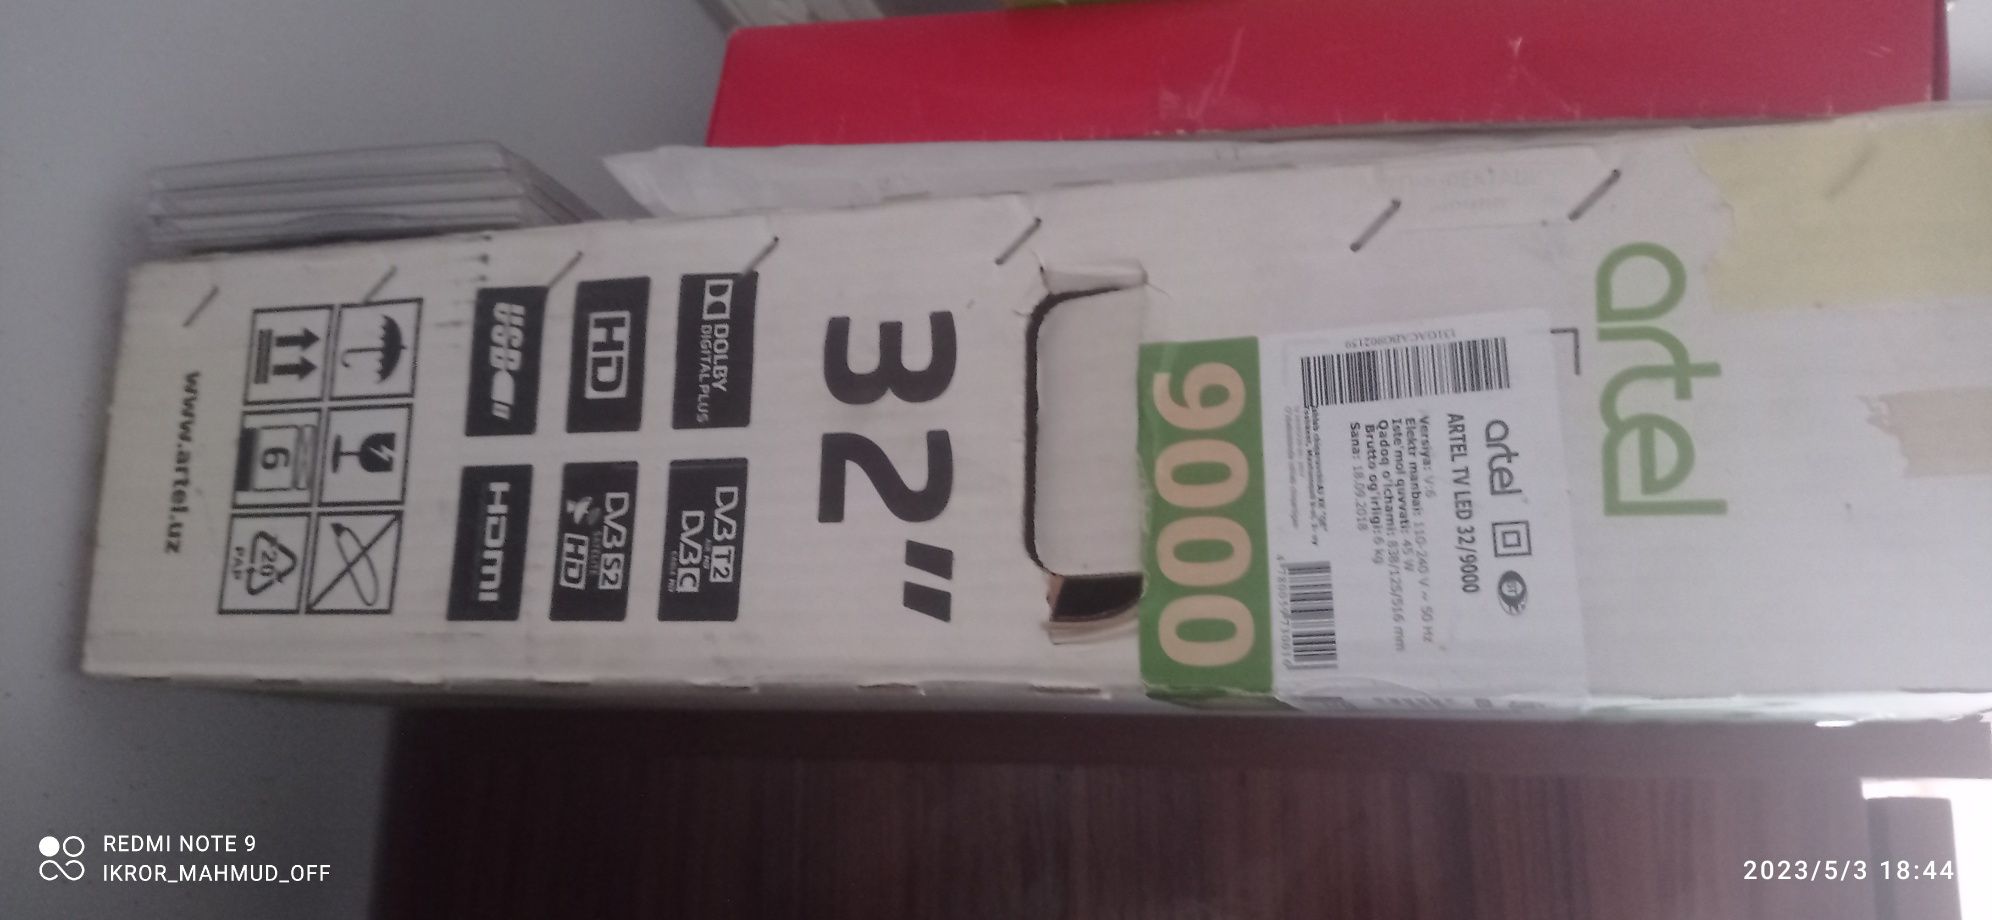 artel
artel
ARTEL TV LED 32/9000
Versiya: V:6
Elektr manbai: 110-240 V ~ 50 Hz
Iste'mol quvvati: 45 W
Qadoq o'lchami: 838/125/516 mm
Brutto og'irligi: 6 kg
Sana: 18.09.2018
9000
32"
DOLBY
DIGITAL PLUS
DVB T2
DVB C
HD
DVB S2
HD
USB
HDMI
6
20
PAP
www.artel.uz
REDMI NOTE 9
IKROR_MAHMUD_OFF
2023/5/3 18:44